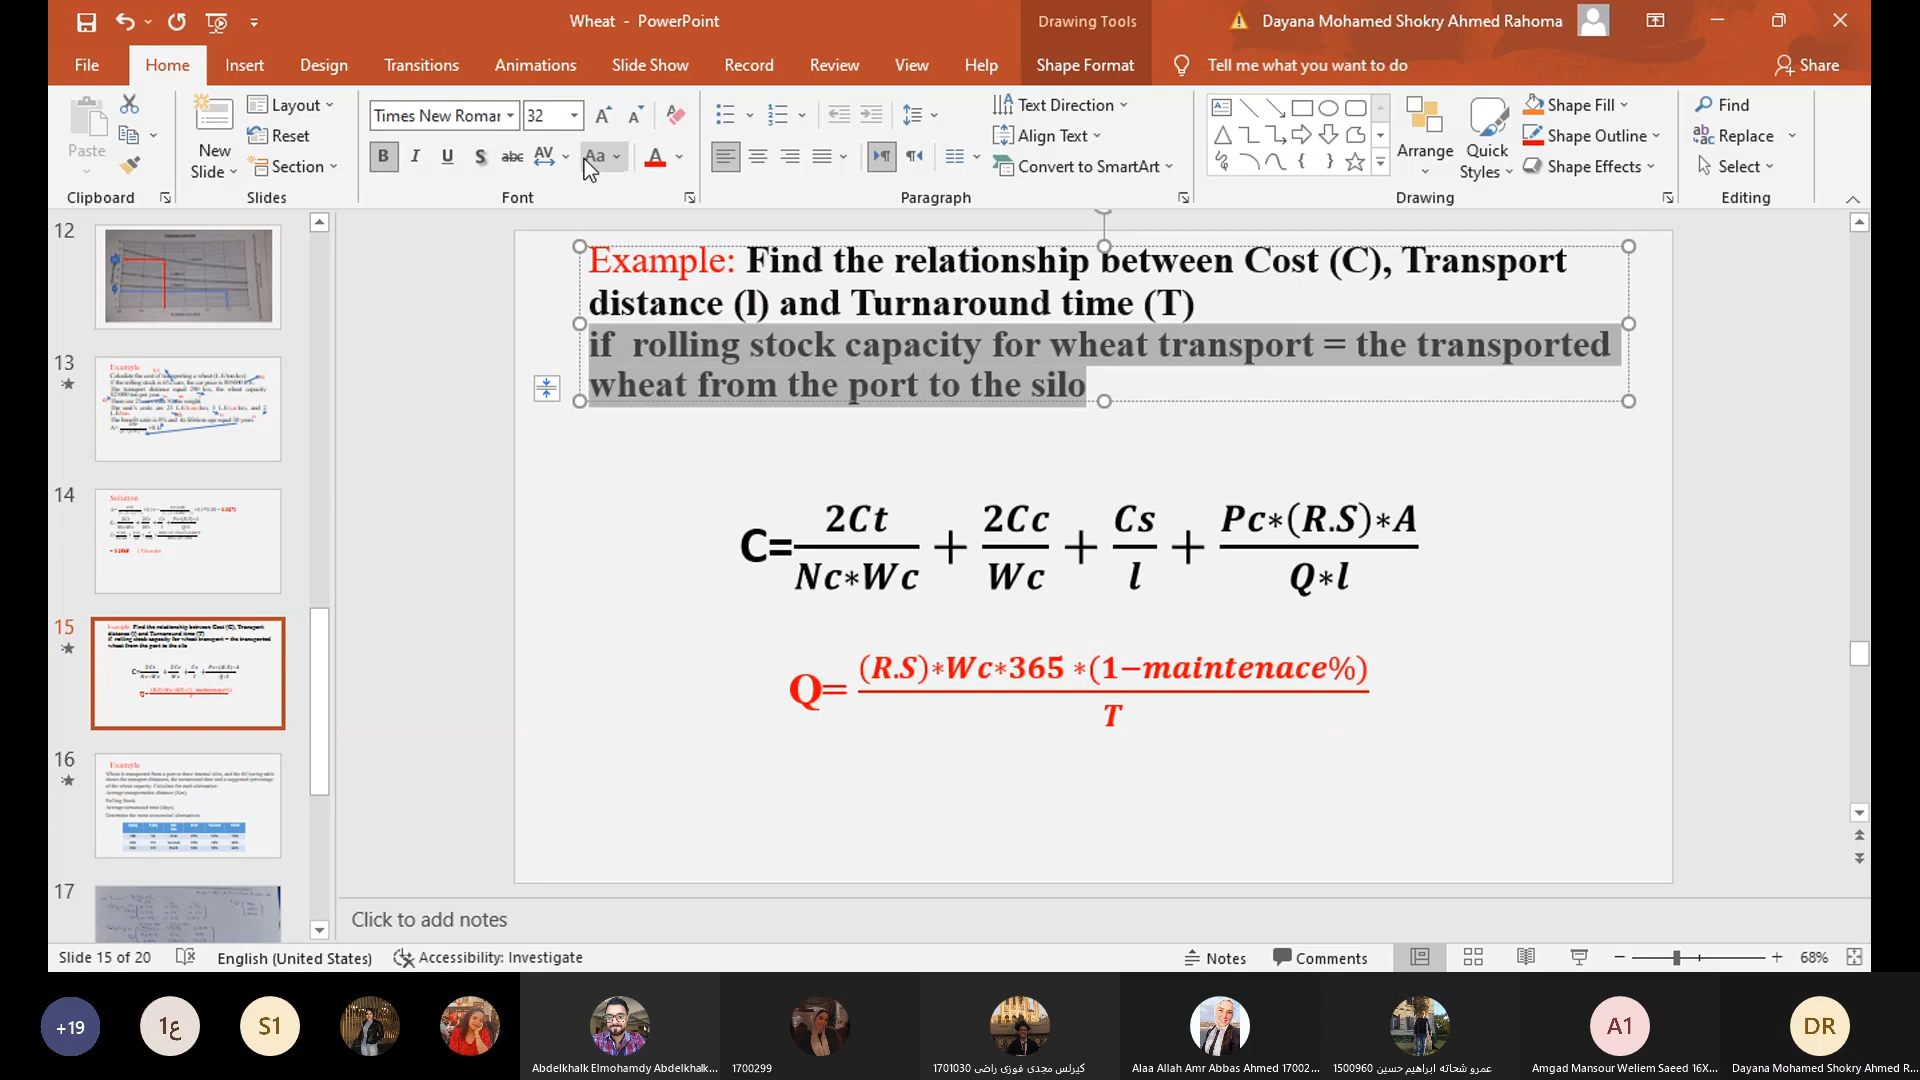 Wheat - PowerPoint
Drawing Tools
Dayana Mohamed Shokry Ahmed Rahoma
File
Home
Insert
Design
Transitions
Animations
Slide Show
Record
Review
View
Help
Shape Format
Tell me what you want to do
Share
Paste
New Slide
Layout
Reset
Section
Times New Romar
32
B I U S abc AV Aa A
Text Direction
Align Text
Convert to SmartArt
Arrange
Quick Styles
Shape Fill
Shape Outline
Shape Effects
Find
Replace
Select
Clipboard
Slides
Font
Paragraph
Drawing
Editing
12
13
Example
14
Solution
15
16
Example
17
Example: Find the relationship between Cost (C), Transport
distance (l) and Turnaround time (T)
if rolling stock capacity for wheat transport = the transported
wheat from the port to the silo
C= 2Ct/Nc*Wc + 2Cc/Wc + Cs/l + Pc*(R.S)*A/Q*l
Q= (R.S)*Wc*365 *(1−maintenace%)/T
Click to add notes
Slide 15 of 20
English (United States)
Accessibility: Investigate
Notes
Comments
68%
+19
ع1
S1
A1
DR
Abdelkhalk Elmohamdy Abdelkhalk...
1700299
كيرلس مجدى فوزى راضى 1701030
Alaa Allah Amr Abbas Ahmed 17002...
عمرو شحاته ابراهيم حسين 1500960
Amgad Mansour Weliem Saeed 16X...
Dayana Mohamed Shokry Ahmed R...